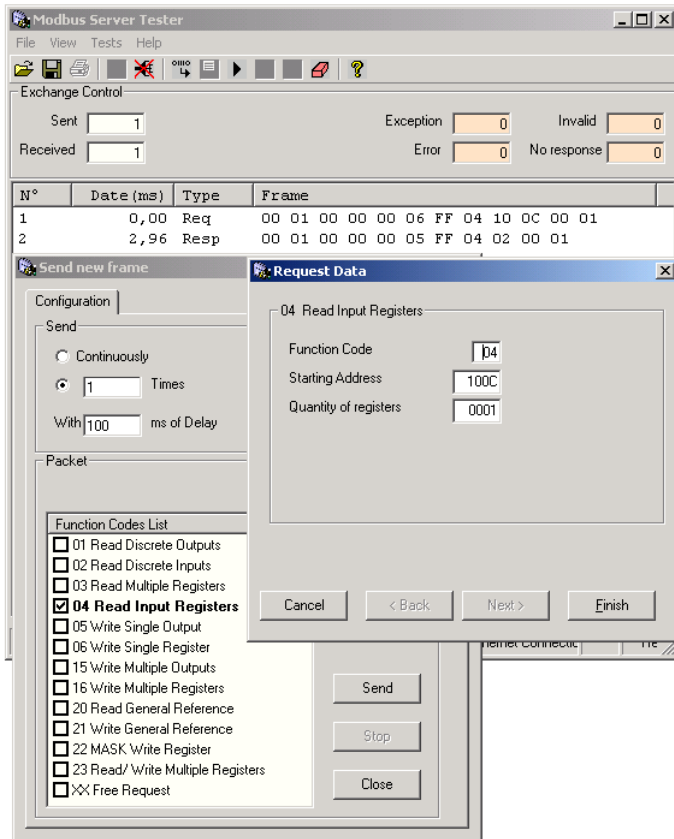 Modbus Server Tester
File View Tests Help
Exchange Control
Sent 1 Exception 0 Invalid 0
Received 1 Error 0 No response 0
N° Date (ms) Type Frame
1 0,00 Req 00 01 00 00 00 06 FF 04 10 0C 00 01
2 2,96 Resp 00 01 00 00 00 05 FF 04 02 00 01
Send new frame
Configuration
Send
Continuously
1 Times
With 100 ms of Delay
Packet
Function Codes List
01 Read Discrete Outputs
02 Read Discrete Inputs
03 Read Multiple Registers
04 Read Input Registers
05 Write Single Output
06 Write Single Register
15 Write Multiple Outputs
16 Write Multiple Registers
20 Read General Reference
21 Write General Reference
22 MASK Write Register
23 Read/ Write Multiple Registers
XX Free Request
Send
Stop
Close
Request Data
04 Read Input Registers
Function Code 04
Starting Address 100C
Quantity of registers 0001
Cancel < Back Next > Finish